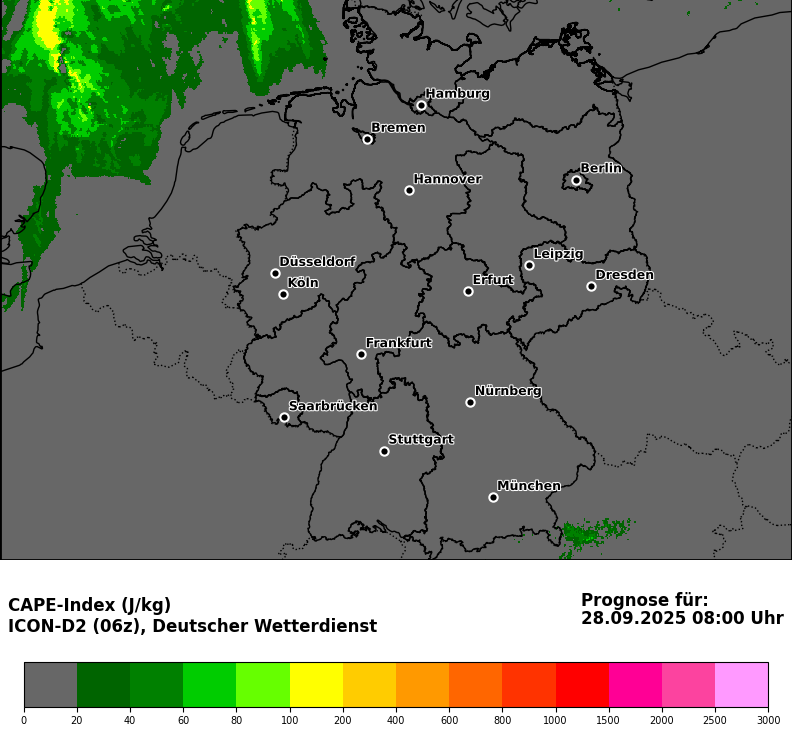 Hamburg
Bremen
Berlin
Hannover
Leipzig
Düsseldorf
Dresden
Köln
Erfurt
Frankfurt
Nürnberg
Saarbrücken
Stuttgart
München
CAPE-Index (J/kg)
ICON-D2 (06z), Deutscher Wetterdienst
Prognose für:
28.09.2025 08:00 Uhr
0 20 40 60 80 100 200 400 600 800 1000 1500 2000 2500 3000